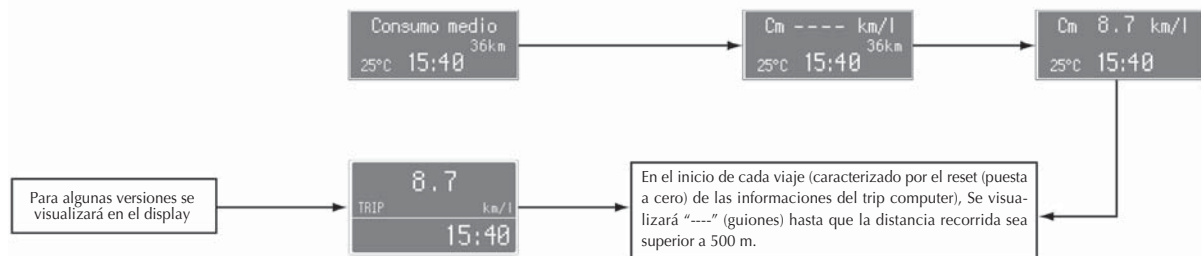 Consumo medio
36km
25°C 15:40
Cm ---- km/l
36km
25°C 15:40
Cm 8.7 km/l
25°C 15:40
Para algunas versiones se
visualizará en el display
8.7
TRIP km/l
15:40
En el inicio de cada viaje (caracterizado por el reset (puesta
a cero) de las informaciones del trip computer), Se visua-
lizará “----” (guiones) hasta que la distancia recorrida sea
superior a 500 m.